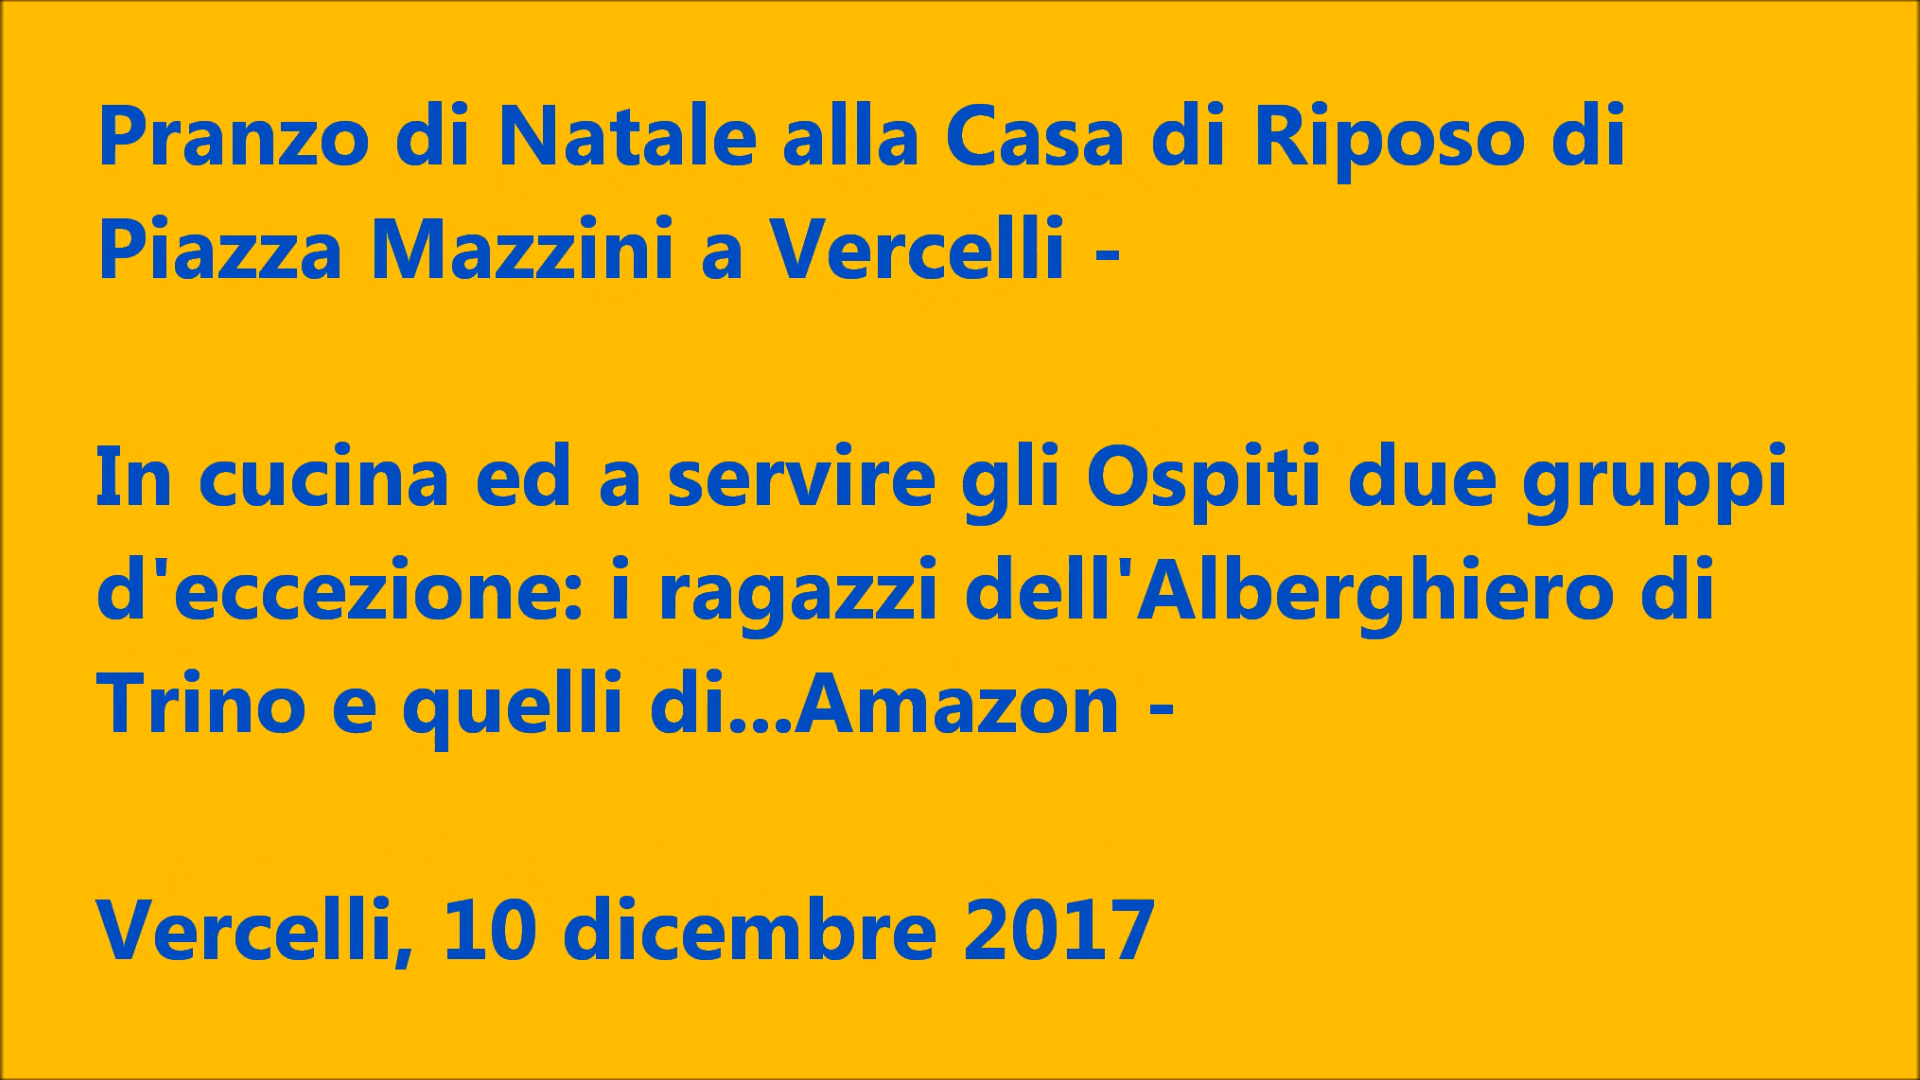 Pranzo di Natale alla Casa di Riposo di
Piazza Mazzini a Vercelli -
In cucina ed a servire gli Ospiti due gruppi
d'eccezione: i ragazzi dell'Alberghiero di
Trino e quelli di...Amazon -
Vercelli, 10 dicembre 2017